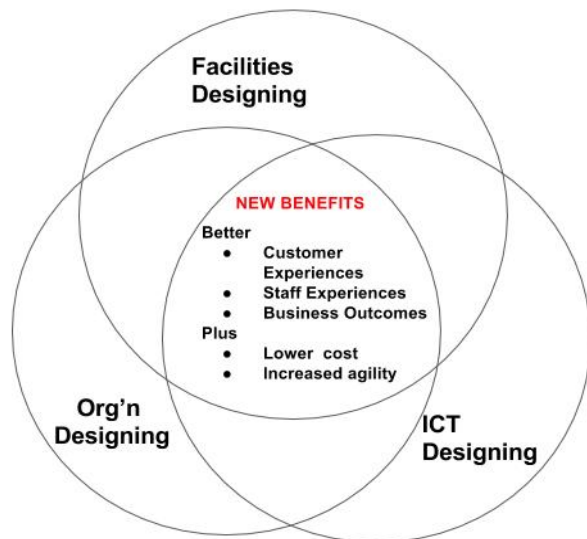 Facilities
Designing
NEW BENEFITS
Better
● Customer
Experiences
● Staff Experiences
● Business Outcomes
Plus
● Lower cost
● Increased agility
Org'n
Designing
ICT
Designing